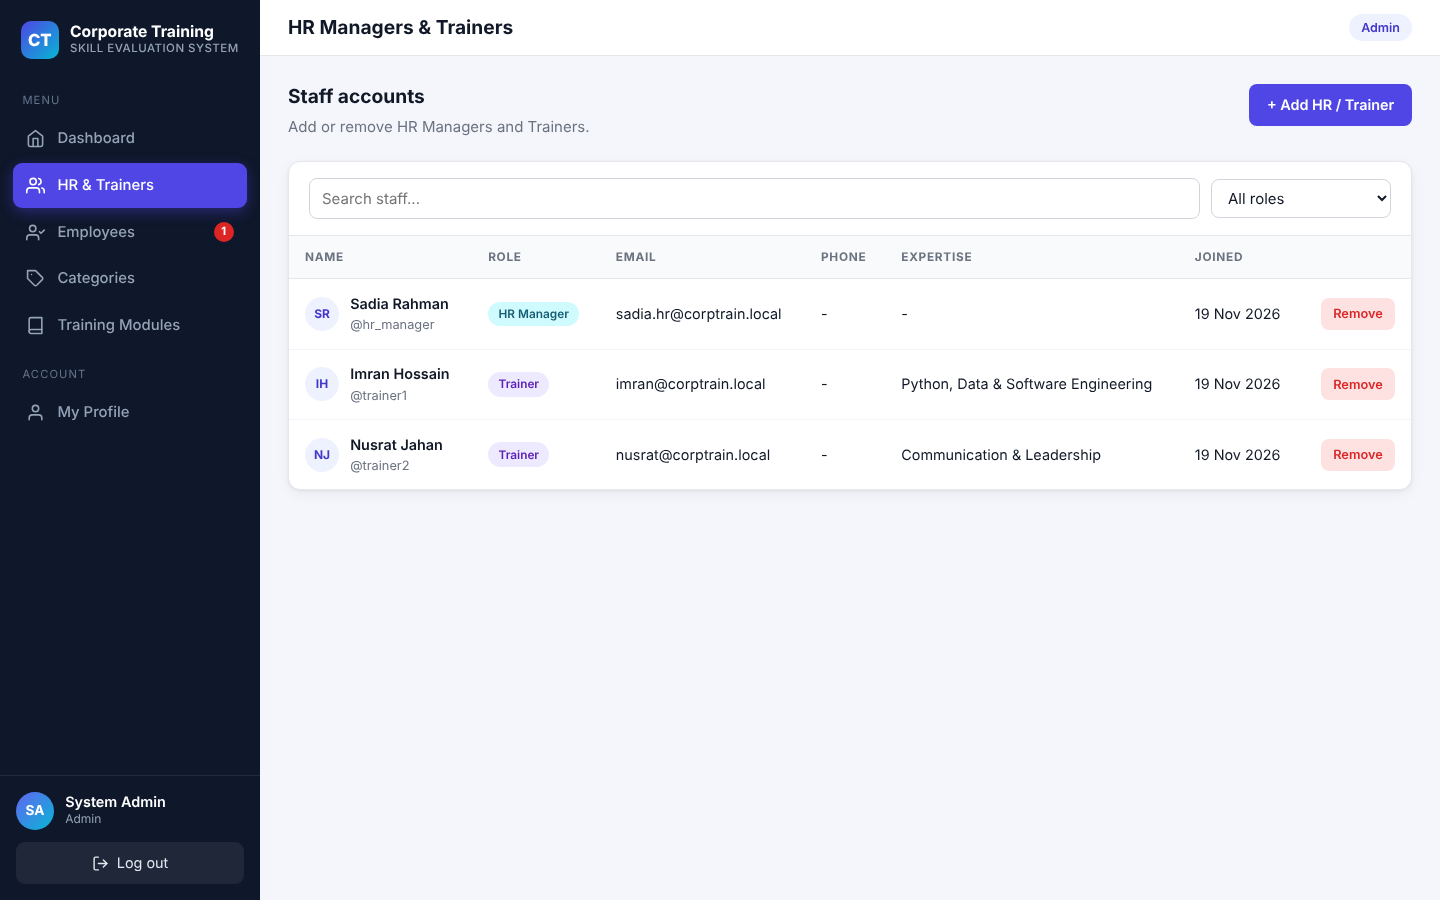 CT
Corporate Training
SKILL EVALUATION SYSTEM
MENU
Dashboard
HR & Trainers
Employees 1
Categories
Training Modules
ACCOUNT
My Profile
SA
System Admin
Admin
Log out
HR Managers & Trainers
Admin
Staff accounts
Add or remove HR Managers and Trainers.
+ Add HR / Trainer
Search staff...
All roles
NAME ROLE EMAIL PHONE EXPERTISE JOINED
SR Sadia Rahman @hr_manager HR Manager sadia.hr@corptrain.local - - 19 Nov 2026 Remove
IH Imran Hossain @trainer1 Trainer imran@corptrain.local - Python, Data & Software Engineering 19 Nov 2026 Remove
NJ Nusrat Jahan @trainer2 Trainer nusrat@corptrain.local - Communication & Leadership 19 Nov 2026 Remove